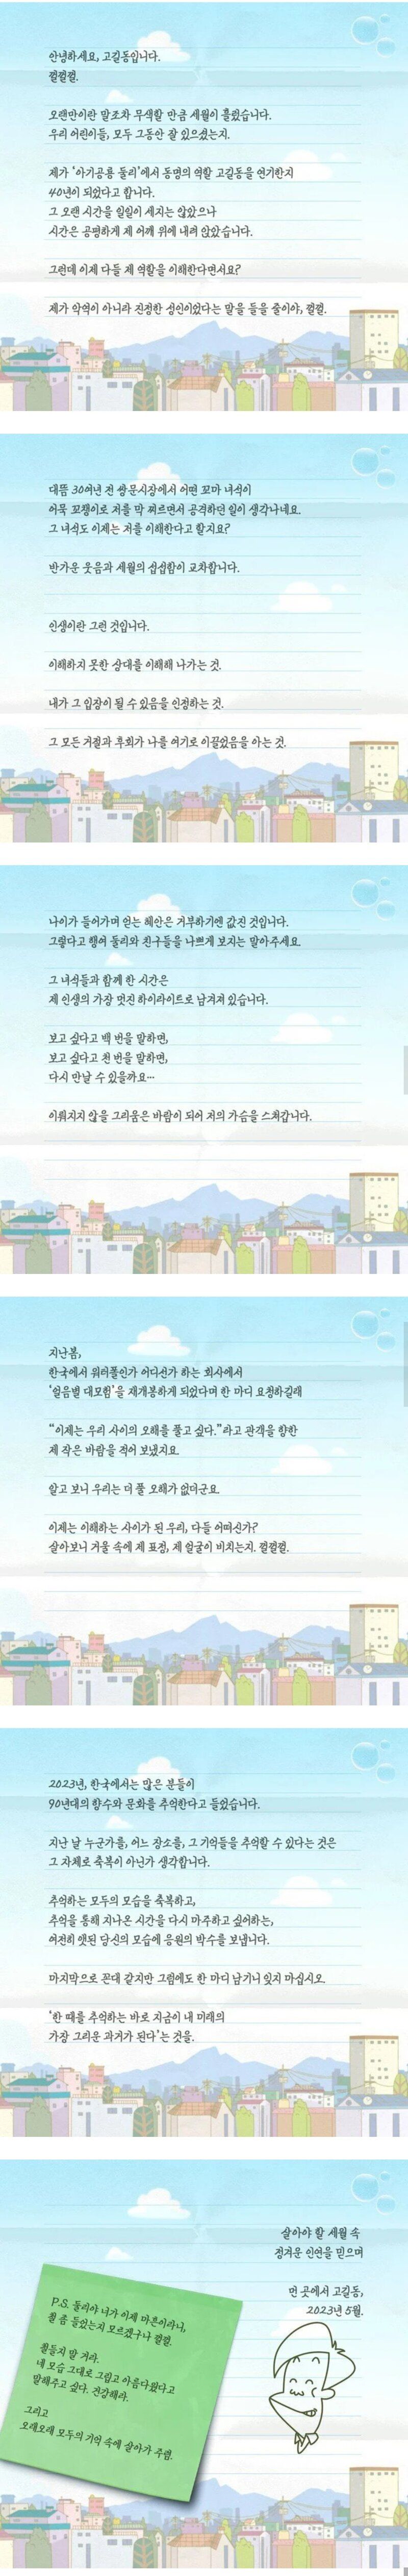 안녕하세요, 고길동입니다.
껄껄껄.
오랜만이란 말조차 무색할 만큼 세월이 흘렀습니다.
우리 어린이들, 모두 그동안 잘 있으셨는지.
제가 '아기공룡 둘리'에서 동명의 역할 고길동을 연기한지
40년이 되었다고 합니다.
그 오랜 시간을 일일이 세지는 않았으나
시간은 공평하게 제 어깨 위에 내려 앉았습니다.
그런데 이제 다들 제 역할을 이해한다면서요?
제가 악역이 아니라 진정한 성인이었다는 말을 들을 줄이야, 껄껄.
대뜸 30여년 전 쌍문시장에서 어떤 꼬마 녀석이
어묵 꼬챙이로 저를 막 찌르면서 공격하던 일이 생각나네요.
그 녀석도 이제는 저를 이해한다고 할지요?
반가운 웃음과 세월의 섭섭함이 교차합니다.
인생이란 그런 것입니다.
이해하지 못한 상대를 이해해 나가는 것.
내가 그 입장이 될 수 있음을 인정하는 것.
그 모든 거절과 후회가 나를 여기로 이끌었음을 아는 것.
나이가 들어가며 얻는 혜안은 거부하기엔 값진 것입니다.
그렇다고 행여 둘리와 친구들을 나쁘게 보지는 말아주세요.
그 녀석들과 함께 한 시간은
제 인생의 가장 멋진 하이라이트로 남겨져 있습니다.
보고 싶다고 백 번을 말하면,
보고 싶다고 천 번을 말하면,
다시 만날 수 있을까요…
이뤄지지 않을 그리움은 바람이 되어 저의 가슴을 스쳐갑니다.
지난봄,
한국에서 워터폴인가 어디선가 하는 회사에서
'얼음별 대모험'을 재개봉하게 되었다며 한 마디 요청하길래
"이제는 우리 사이의 오해를 풀고 싶다."라고 관객을 향한
제 작은 바람을 적어 보냈지요.
알고 보니 우리는 더 풀 오해가 없더군요.
이제는 이해하는 사이가 된 우리, 다들 어떠신가?
살아보니 거울 속에 제 표정, 제 얼굴이 비치는지. 껄껄껄.
2023년, 한국에서는 많은 분들이
90년대의 향수와 문화를 추억한다고 들었습니다.
지난 날 누군가를, 어느 장소를, 그 기억들을 추억할 수 있다는 것은
그 자체로 축복이 아닌가 생각합니다.
추억하는 모두의 모습을 축복하고,
추억을 통해 지나온 시간을 다시 마주하고 싶어하는,
여전히 앳된 당신의 모습에 응원의 박수를 보냅니다.
마지막으로 꼰대 같지만 그럼에도 한 마디 남기니 잊지 마십시오.
'한 때를 추억하는 바로 지금이 내 미래의
가장 그리운 과거가 된다'는 것을.
살아야 할 세월 속
정겨운 인연을 믿으며
먼 곳에서 고길동,
2023년 5월.
P.S. 둘리야 네가 이제 마흔이라니,
철 좀 들었는지 모르겠구나 껄껄.
철들지 말 거라.
네 모습 그대로 그립고 아름다웠다고
말해주고 싶다. 건강해라.
그리고
오래오래 모두의 기억 속에 살아가 주렴.